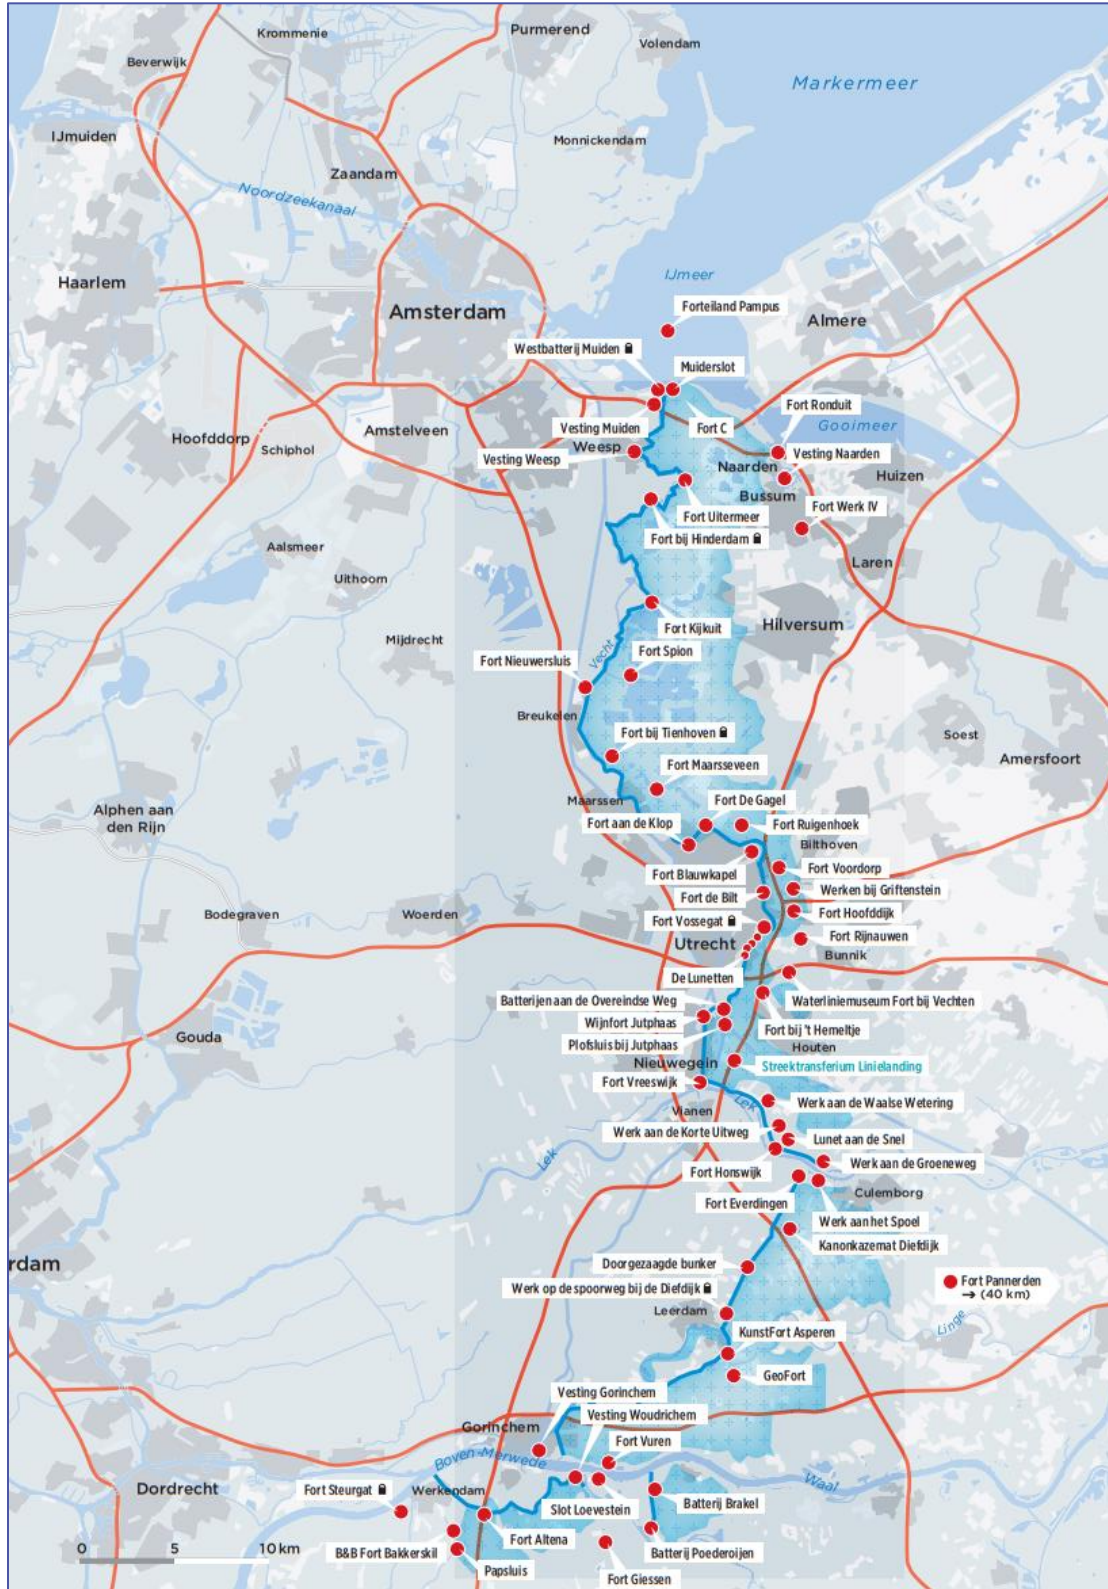 Krommenie
Purmerend
Volendam
Beverwijk
Markermeer
IJmuiden
Monnickendam
Zaandam
Noordzeekanaal
Haarlem
IJmeer
Forteiland Pampus
Amsterdam
Almere
Westbatterij Muiden
Muiderslot
Fort Ronduit
Gooimeer
Vesting Muiden
Fort C
Hoofddorp
Amstelveen
Schiphol
Weesp
Vesting Weesp
Vesting Naarden
Naarden
Huizen
Bussum
Fort Werk IV
Fort Uitermeer
Fort bij Hinderdam
Aalsmeer
Laren
Uithoorn
Hilversum
Fort Kijkuit
Mijdrecht
Vecht
Fort Spion
Fort Nieuwersluis
Breukelen
Fort bij Tienhoven
Soest
Amersfoort
Fort Maarsseveen
Maarssen
Alphen aan
den Rijn
Fort De Gagel
Fort aan de Klop
Fort Ruigenhoek
Bilthoven
Fort Blauwkapel
Fort Voordorp
Fort de Bilt
Werken bij Griftenstein
Bodegraven
Woerden
Fort Vossegat
Fort Hoofddijk
Utrecht
Fort Rijnauwen
Bunnik
De Lunetten
Batterijen aan de Overeindse Weg
Waterliniemuseum Fort bij Vechten
Wijnfort Jutphaas
Fort bij 't Hemeltje
Gouda
Plofsluis bij Jutphaas
Houten
Nieuwegein
Streektransferium Linielanding
Fort Vreeswijk
Lek
Werk aan de Waalse Wetering
Vianen
Werk aan de Korte Uitweg
Lunet aan de Snel
Lek
Fort Honswijk
Werk aan de Groeneweg
Culemborg
Fort Everdingen
Werk aan het Spoel
Kanonkazemat Diefdijk
rdam
Doorgezaagde bunker
Fort Pannerden
→ (40 km)
Werk op de spoorweg bij de Diefdijk
Leerdam
Linge
KunstFort Asperen
GeoFort
Vesting Gorinchem
Vesting Woudrichem
Gorinchem
Fort Vuren
Boven-Merwede
Waal
Dordrecht
Werkendam
Fort Steurgat
Slot Loevestein
Batterij Brakel
Fort Altena
B&B Fort Bakkerskil
Batterij Poederoijen
Papsluis
Fort Giessen
0 5 10 km